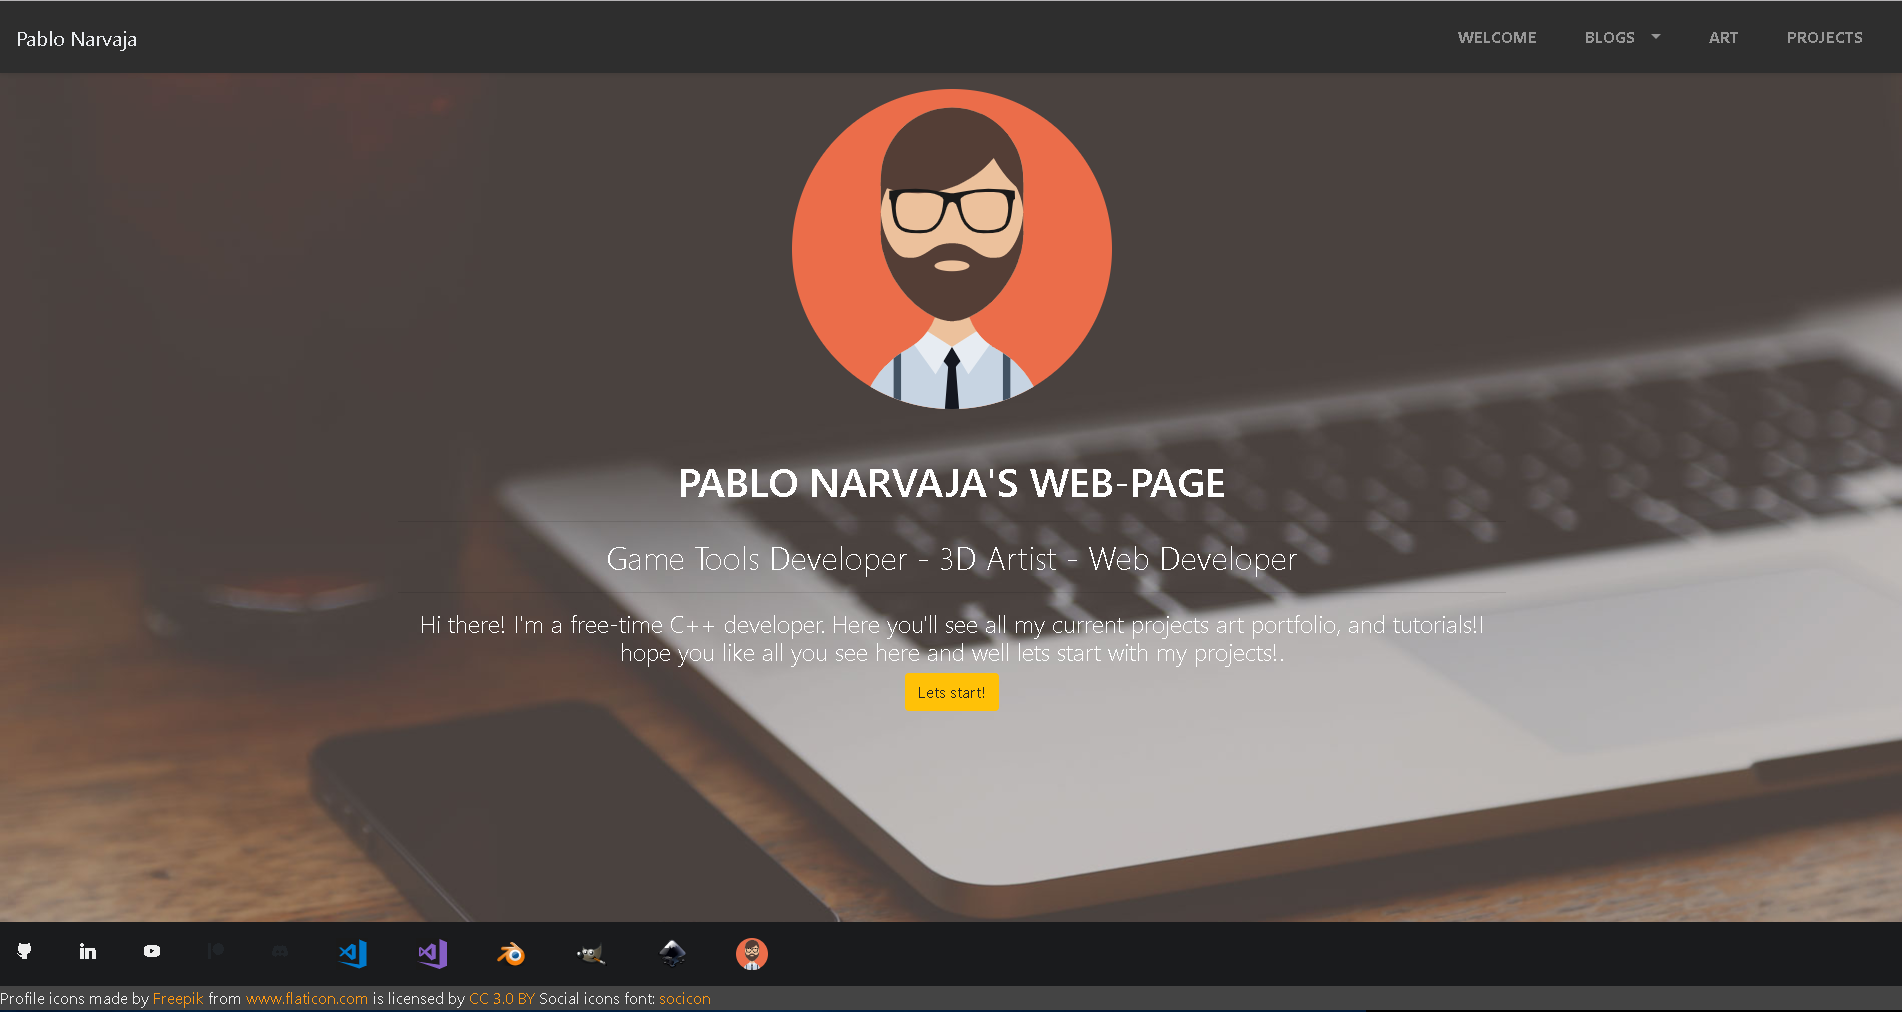 Pablo Narvaja
WELCOME BLOGS ART PROJECTS
PABLO NARVAJA'S WEB-PAGE
Game Tools Developer - 3D Artist - Web Developer
Hi there! I'm a free-time C++ developer. Here you'll see all my current projects art portfolio, and tutorials!I
hope you like all you see here and well lets start with my projects!.
Lets start!
Profile icons made by Freepik from www.flaticon.com is licensed by CC 3.0 BY Social icons font: socicon